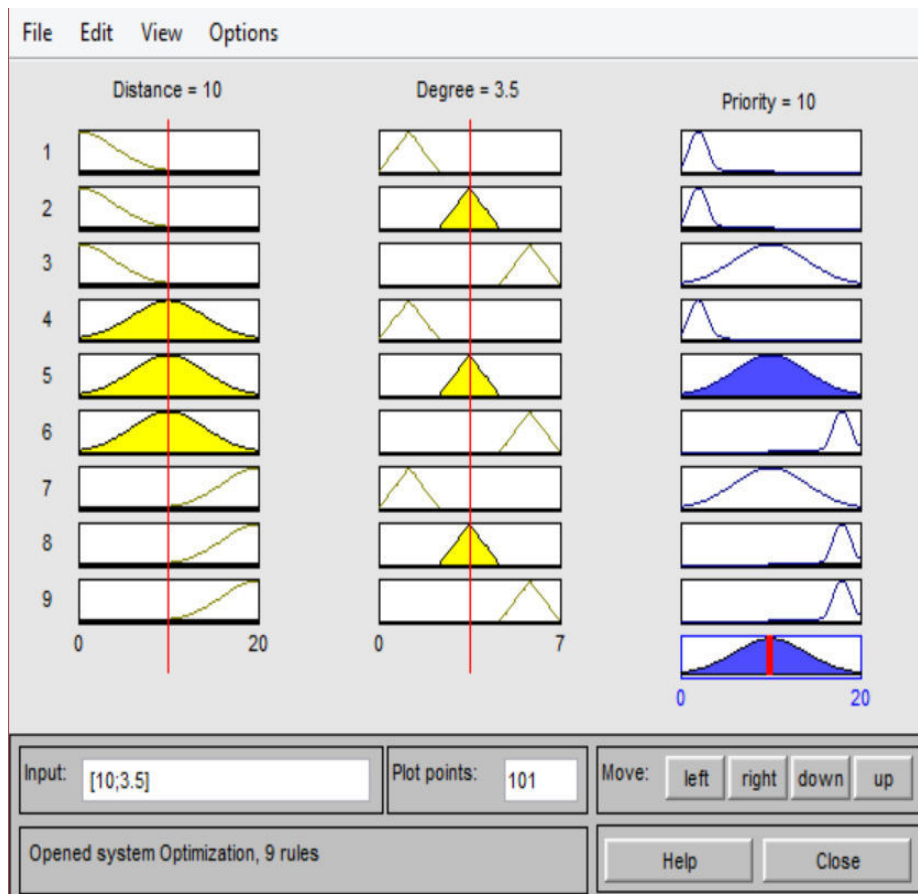 File Edit View Options
Distance = 10 Degree = 3.5 Priority = 10
1
2
3
4
5
6
7
8
9
0 20 0 7
0 20
Input: [10;3.5] Plot points: 101 Move: left right down up
Opened system Optimization, 9 rules Help Close